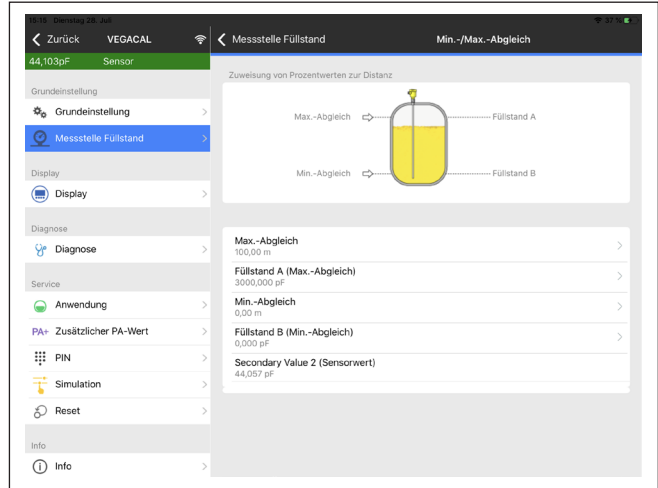 15:15 Dienstag 28. Juli
37 %
Zurück VEGACAL
Messstelle Füllstand
Min.-/Max.-Abgleich
44,103pF Sensor
Grundeinstellung
Grundeinstellung
Messstelle Füllstand
Display
Display
Diagnose
Diagnose
Service
Anwendung
PA+ Zusätzlicher PA-Wert
PIN
Simulation
Reset
Info
Info
Zuweisung von Prozentwerten zur Distanz
Max.-Abgleich Füllstand A
Min.-Abgleich Füllstand B
Max.-Abgleich
100,00 m
Füllstand A (Max.-Abgleich)
3000,000 pF
Min.-Abgleich
0,00 m
Füllstand B (Min.-Abgleich)
0,000 pF
Secondary Value 2 (Sensorwert)
44,057 pF